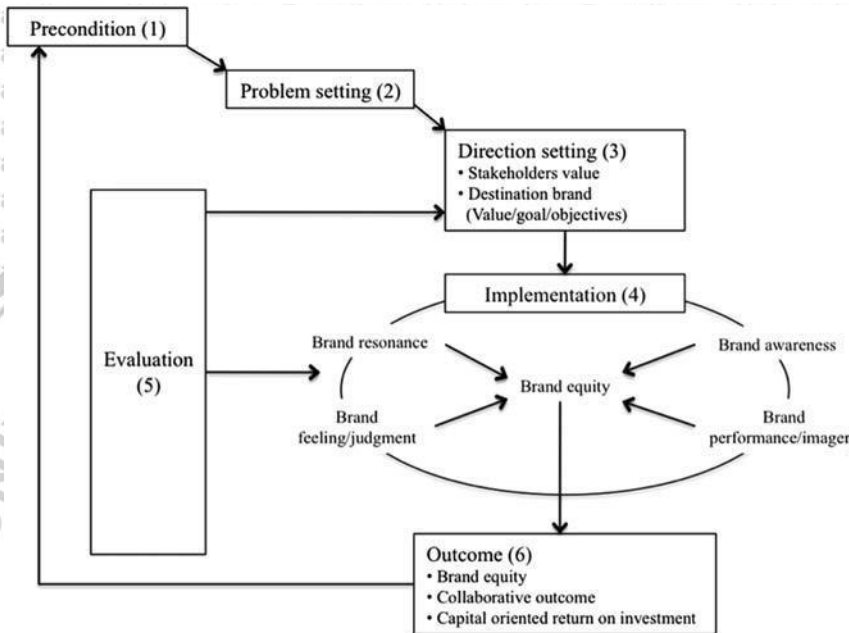 Precondition (1)
Problem setting (2)
Direction setting (3)
• Stakeholders value
• Destination brand
(Value/goal/objectives)
Implementation (4)
Evaluation
(5)
Brand resonance
Brand awareness
Brand equity
Brand
feeling/judgment
Brand
performance/imager
Outcome (6)
• Brand equity
• Collaborative outcome
• Capital oriented return on investment